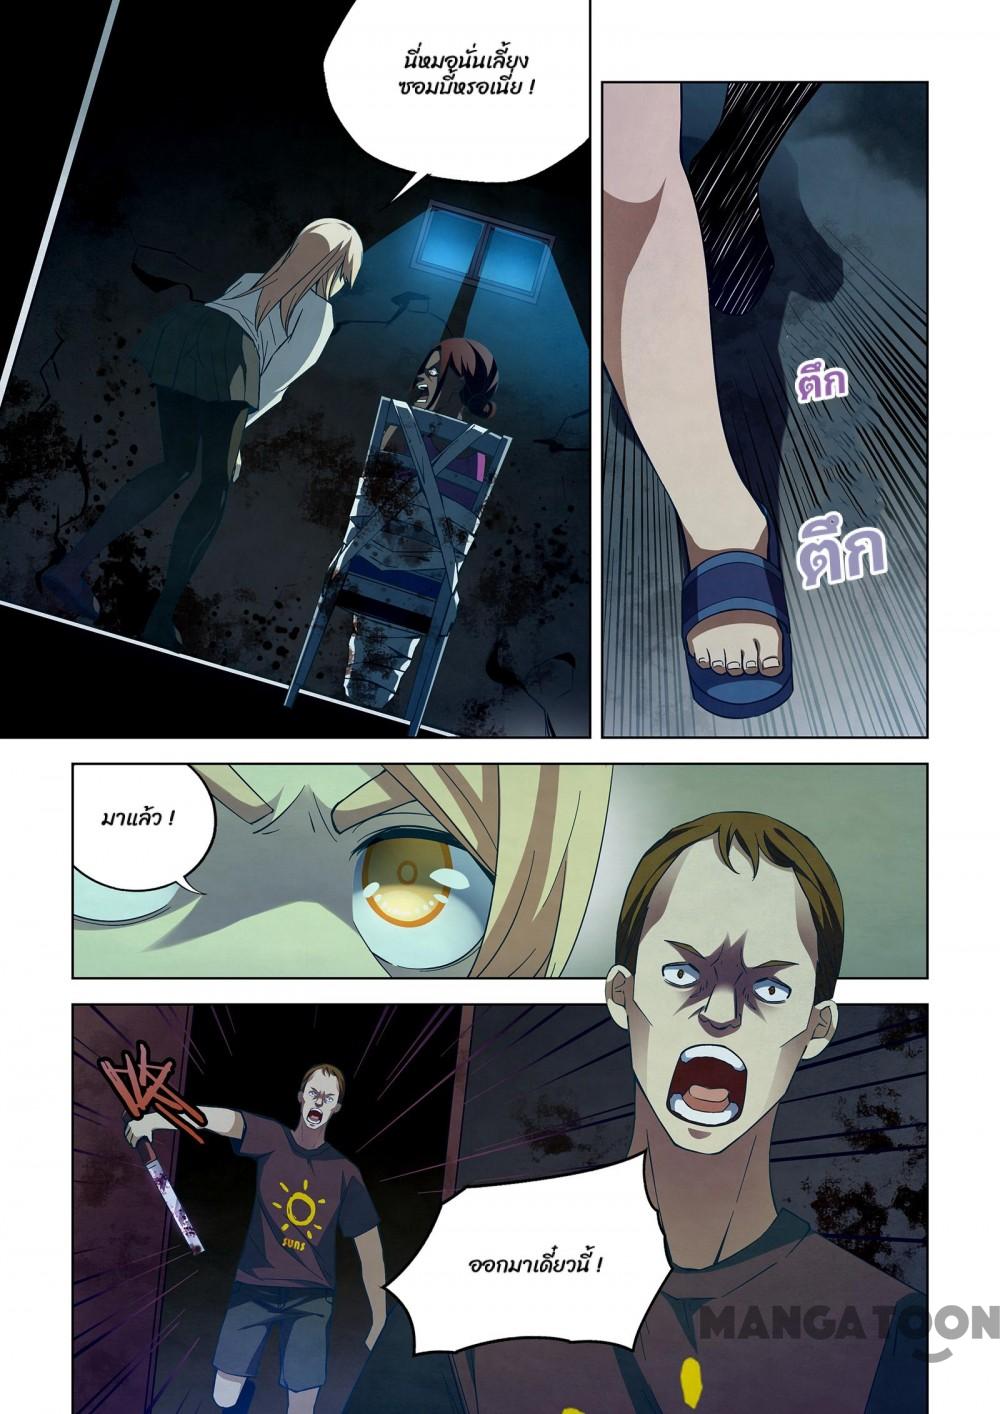 นี่หมอนั่นเลี้ยง
ซอมบี้หรอเนี่ย !
ตึก
ตึก
มาแล้ว !
ออกมาเดี๋ยวนี้ !
suns
MANGATOON